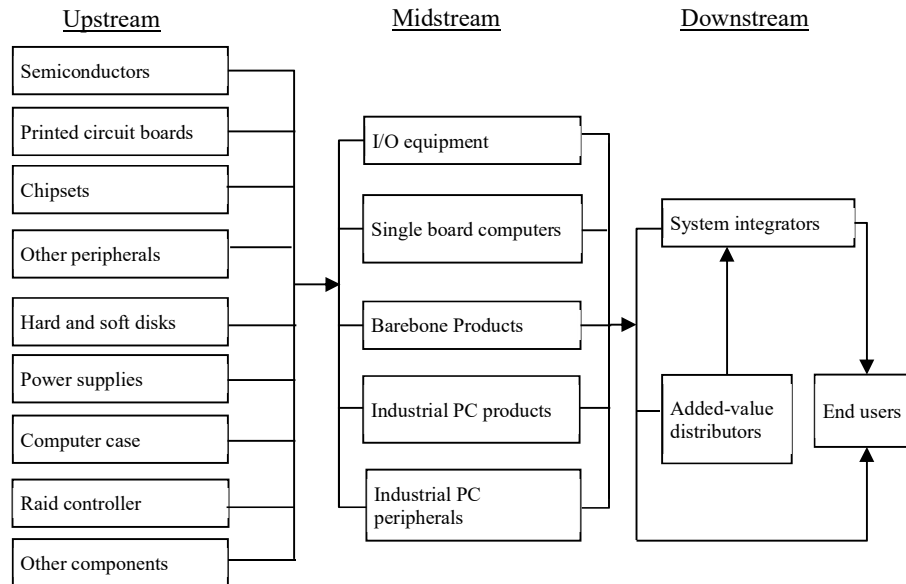 Upstream
Semiconductors
Printed circuit boards
Chipsets
Other peripherals
Hard and soft disks
Power supplies
Computer case
Raid controller
Other components
Midstream
I/O equipment
Single board computers
Barebone Products
Industrial PC products
Industrial PC
peripherals
Downstream
System integrators
Added-value
distributors
End users